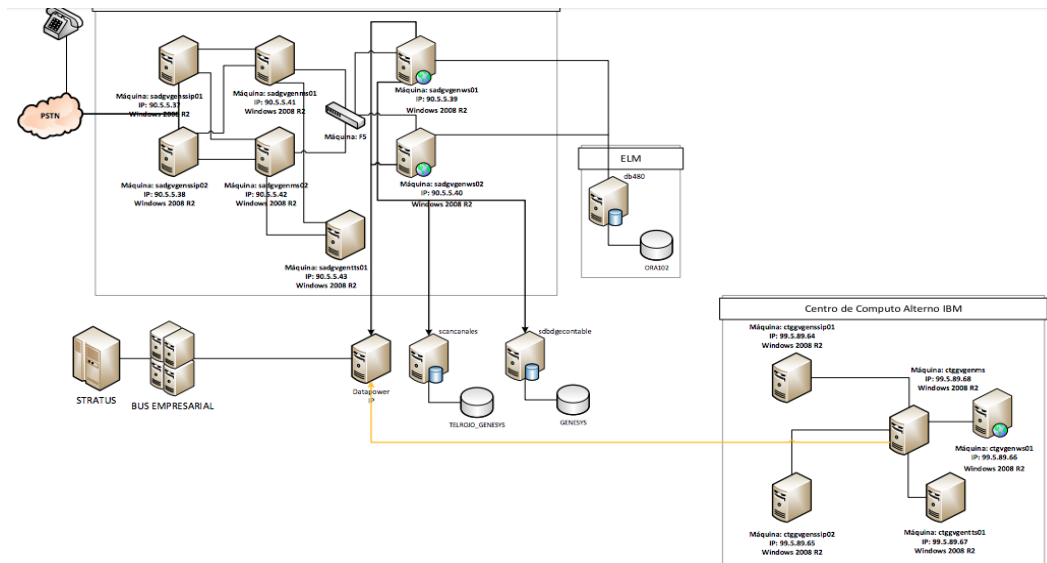 PSTN
Máquina: sadgvgenssip01
IP: 90.5.5.37
Windows 2008 R2
Máquina: sadgvgenms01
IP: 90.5.5.41
Windows 2008 R2
Máquina: F5
Máquina: sadgvgenws01
IP: 90.5.5.39
Windows 2008 R2
Máquina: sadgvgenssip02
IP: 90.5.5.38
Windows 2008 R2
Máquina: sadgvgenms02
IP: 90.5.5.42
Windows 2008 R2
Máquina: sadgvgenws02
IP: 90.5.5.40
Windows 2008 R2
Máquina: sadgvgentts01
IP: 90.5.5.43
Windows 2008 R2
ELM
db480
ORA102
STRATUS
BUS EMPRESARIAL
Datapower
IP
scancanales
TELROJO_GENESYS
sdbdgecontable
GENESYS
Centro de Computo Alterno IBM
Máquina: ctggvgenssip01
IP: 99.5.89.64
Windows 2008 R2
Máquina: ctggvgenms
IP: 99.5.89.68
Windows 2008 R2
Máquina: ctgvgenws01
IP: 99.5.89.66
Windows 2008 R2
Máquina: ctggvgenssip02
IP: 99.5.89.65
Windows 2008 R2
Máquina: ctggvgentts01
IP: 99.5.89.67
Windows 2008 R2